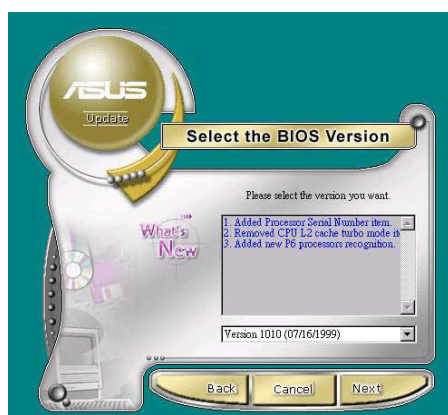 ASUS
Update
Select the BIOS Version
Please select the version you want.
What's
New
1. Added Processor Serial Number item.
2. Removed CPU L2 cache turbo mode it
3. Added new P6 processors recognition.
Version 1010 (07/16/1999)
Back Cancel Next